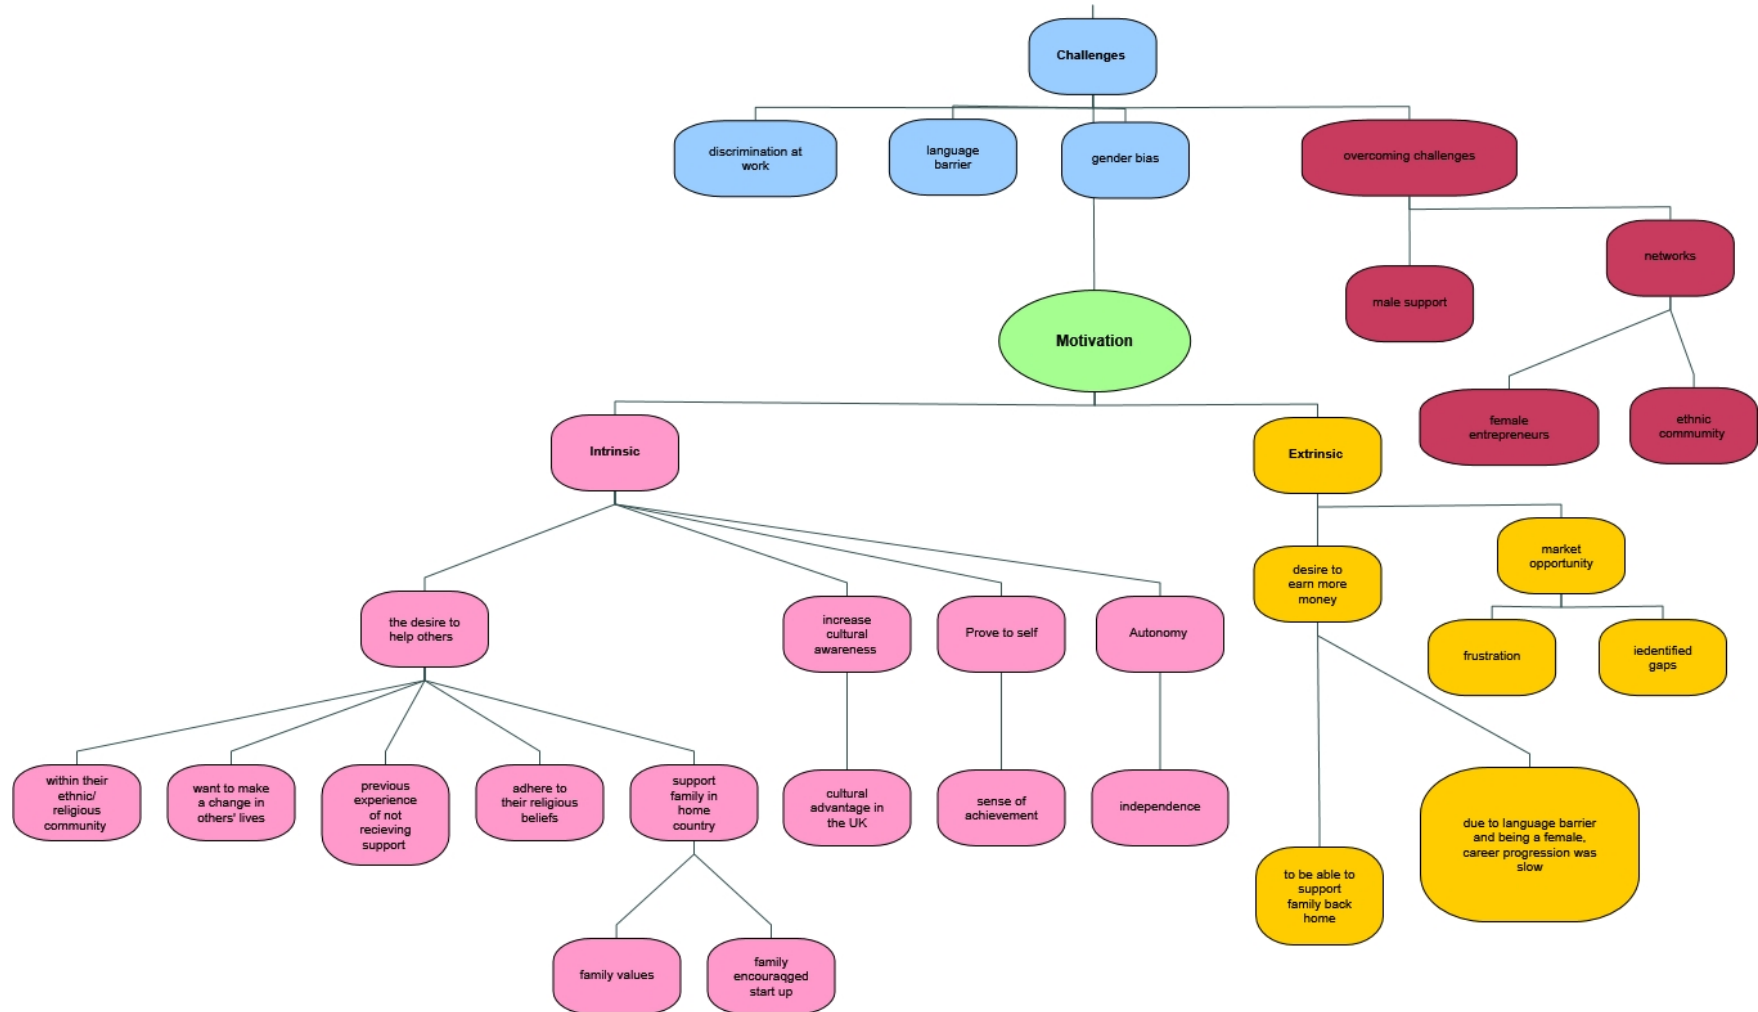 Challenges
discrimination at
work
language
barrier
gender bias
overcoming challenges
networks
male support
Motivation
female
entrepreneurs
ethnic
commumity
Intrinsic
Extrinsic
desire to
earn more
money
market
opportunity
the desire to
help others
increase
cultural
awareness
Prove to self
Autonomy
frustration
iedentified
gaps
within their
ethnic/
religious
community
want to make
a change in
others' lives
previous
experience
of not
recieving
support
adhere to
their religious
beliefs
support
family in
home
country
cultural
advantage in
the UK
sense of
achievement
independence
to be able to
support
family back
home
due to language barrier
and being a female,
career progression was
slow
family values
family
encouraqged
start up